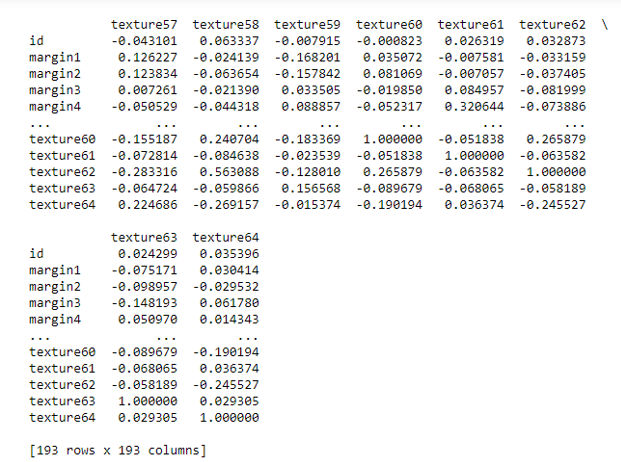 texture57 texture58 texture59 texture60 texture61 texture62 \
id -0.043101 0.063337 -0.007915 -0.000823 0.026319 0.032873
margin1 0.126227 -0.024139 -0.168201 0.035072 -0.007581 -0.033159
margin2 0.123834 -0.063654 -0.157842 0.081069 -0.007057 -0.037405
margin3 0.007261 -0.021390 0.033505 -0.019850 0.084957 -0.081999
margin4 -0.050529 -0.044318 0.088857 -0.052317 0.320644 -0.073886
... ... ... ... ... ... ...
texture60 -0.155187 0.240704 -0.183369 1.000000 -0.051838 0.265879
texture61 -0.072814 -0.084638 -0.023539 -0.051838 1.000000 -0.063582
texture62 -0.283316 0.563088 -0.128010 0.265879 -0.063582 1.000000
texture63 -0.064724 -0.059866 0.156568 -0.089679 -0.068065 -0.058189
texture64 0.224686 -0.269157 -0.015374 -0.190194 0.036374 -0.245527
texture63 texture64
id 0.024299 0.035396
margin1 -0.075171 0.030414
margin2 -0.098957 -0.029532
margin3 -0.148193 0.061780
margin4 0.050970 0.014343
... ... ...
texture60 -0.089679 -0.190194
texture61 -0.068065 0.036374
texture62 -0.058189 -0.245527
texture63 1.000000 0.029305
texture64 0.029305 1.000000
[193 rows x 193 columns]